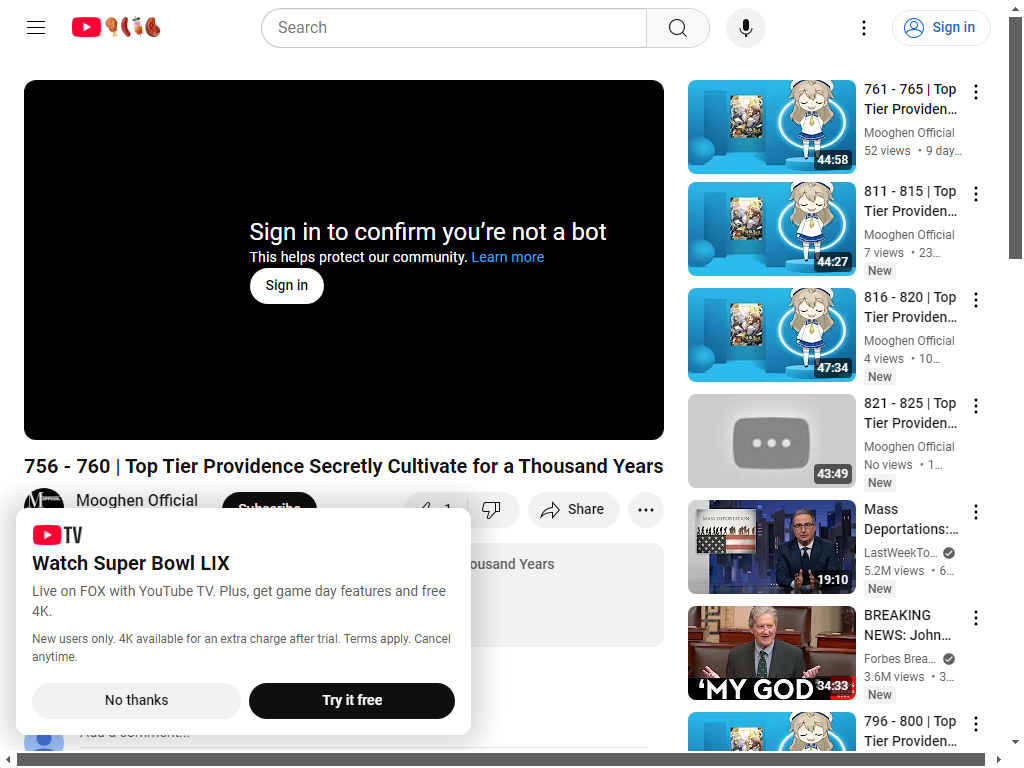 Search
Sign in
Sign in to confirm you’re not a bot
This helps protect our community. Learn more
Sign in
756 - 760 | Top Tier Providence Secretly Cultivate for a Thousand Years
Mooghen Official
Subscribe
1
Share
ousand Years
TV
Watch Super Bowl LIX
Live on FOX with YouTube TV. Plus, get game day features and free
4K.
New users only. 4K available for an extra charge after trial. Terms apply. Cancel
anytime.
No thanks
Try it free
Add a comment...
44:58
761 - 765 | Top
Tier Providen...
Mooghen Official
52 views • 9 day...
44:27
811 - 815 | Top
Tier Providen...
Mooghen Official
7 views • 23...
New
47:34
816 - 820 | Top
Tier Providen...
Mooghen Official
4 views • 10...
New
43:49
821 - 825 | Top
Tier Providen...
Mooghen Official
No views • 1...
New
MASS DEPORTATION
19:10
Mass
Deportations:...
LastWeekTo...
5.2M views • 6...
New
‘MY GOD
34:33
BREAKING
NEWS: John...
Forbes Brea...
3.6M views • 3...
New
796 - 800 | Top
Tier Providen...